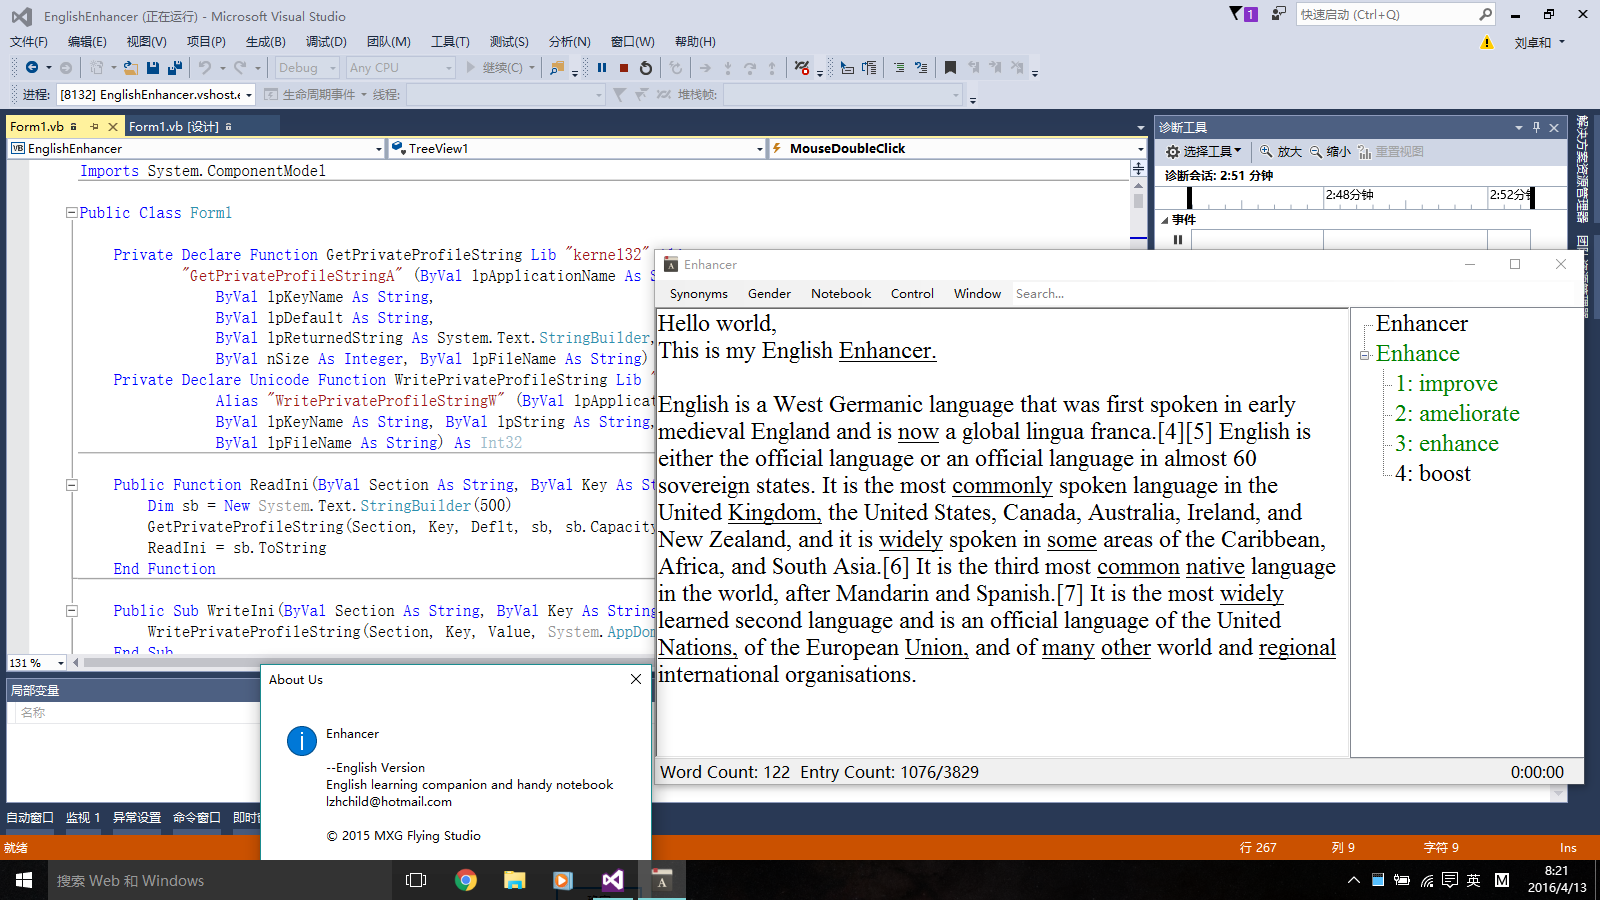 EnglishEnhancer (正在运行) - Microsoft Visual Studio
1
快速启动 (Ctrl+Q)
文件(F) 编辑(E) 视图(V) 项目(P) 生成(B) 调试(D) 团队(M) 工具(T) 测试(S) 分析(N) 窗口(W) 帮助(H)
刘卓和
Debug Any CPU 继续(C)
进程: [8132] EnglishEnhancer.vshost.e 生命周期事件 线程: 堆栈帧:
Form1.vb Form1.vb [设计]
EnglishEnhancer TreeView1 MouseDoubleClick
Imports System.ComponentModel
Public Class Form1
Private Declare Function GetPrivateProfileString Lib "kernel32"
"GetPrivateProfileStringA" (ByVal lpApplicationName As S
ByVal lpKeyName As String,
ByVal lpDefault As String,
ByVal lpReturnedString As System.Text.StringBuilder,
ByVal nSize As Integer, ByVal lpFileName As String)
Private Declare Unicode Function WritePrivateProfileString Lib "
Alias "WritePrivateProfileStringW" (ByVal lpApplicat
ByVal lpKeyName As String, ByVal lpString As String,
ByVal lpFileName As String) As Int32
Public Function ReadIni(ByVal Section As String, ByVal Key As St
Dim sb = New System.Text.StringBuilder(500)
GetPrivateProfileString(Section, Key, Deflt, sb, sb.Capacity
ReadIni = sb.ToString
End Function
Public Sub WriteIni(ByVal Section As String, ByVal Key As String
WritePrivateProfileString(Section, Key, Value, System.AppDom
End Sub
131 %
诊断工具
选择工具 放大 缩小 重置视图
诊断会话: 2:51 分钟
2:48分钟 2:52分钟
事件
解决方案资源管理器
Enhancer
Synonyms Gender Notebook Control Window Search...
Hello world,
This is my English Enhancer.
English is a West Germanic language that was first spoken in early
medieval England and is now a global lingua franca.[4][5] English is
either the official language or an official language in almost 60
sovereign states. It is the most commonly spoken language in the
United Kingdom, the United States, Canada, Australia, Ireland, and
New Zealand, and it is widely spoken in some areas of the Caribbean,
Africa, and South Asia.[6] It is the third most common native language
in the world, after Mandarin and Spanish.[7] It is the most widely
learned second language and is an official language of the United
Nations, of the European Union, and of many other world and regional
international organisations.
Enhancer
Enhance
1: improve
2: ameliorate
3: enhance
4: boost
Word Count: 122 Entry Count: 1076/3829 0:00:00
局部变量
名称
About Us
Enhancer
--English Version
English learning companion and handy notebook
lzhchild@hotmail.com
© 2015 MXG Flying Studio
自动窗口 监视 1 异常设置 命令窗口 即时
就绪 行 267 列 9 字符 9 Ins
搜索 Web 和 Windows
英 M
8:21
2016/4/13